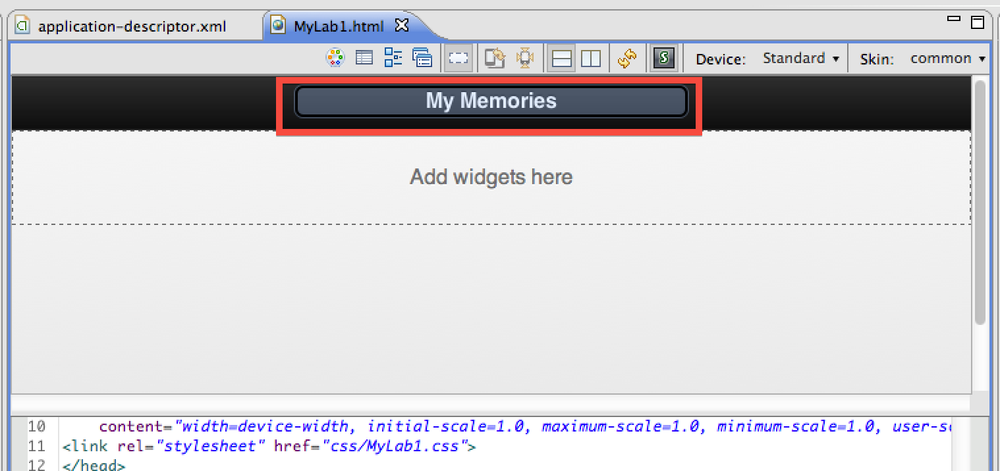 application-descriptor.xml MyLab1.html
Device: Standard Skin: common
My Memories
Add widgets here
10 content="width=device-width, initial-scale=1.0, maximum-scale=1.0, minimum-scale=1.0, user-s
11 <link rel="stylesheet" href="css/MyLab1.css">
12 </head>